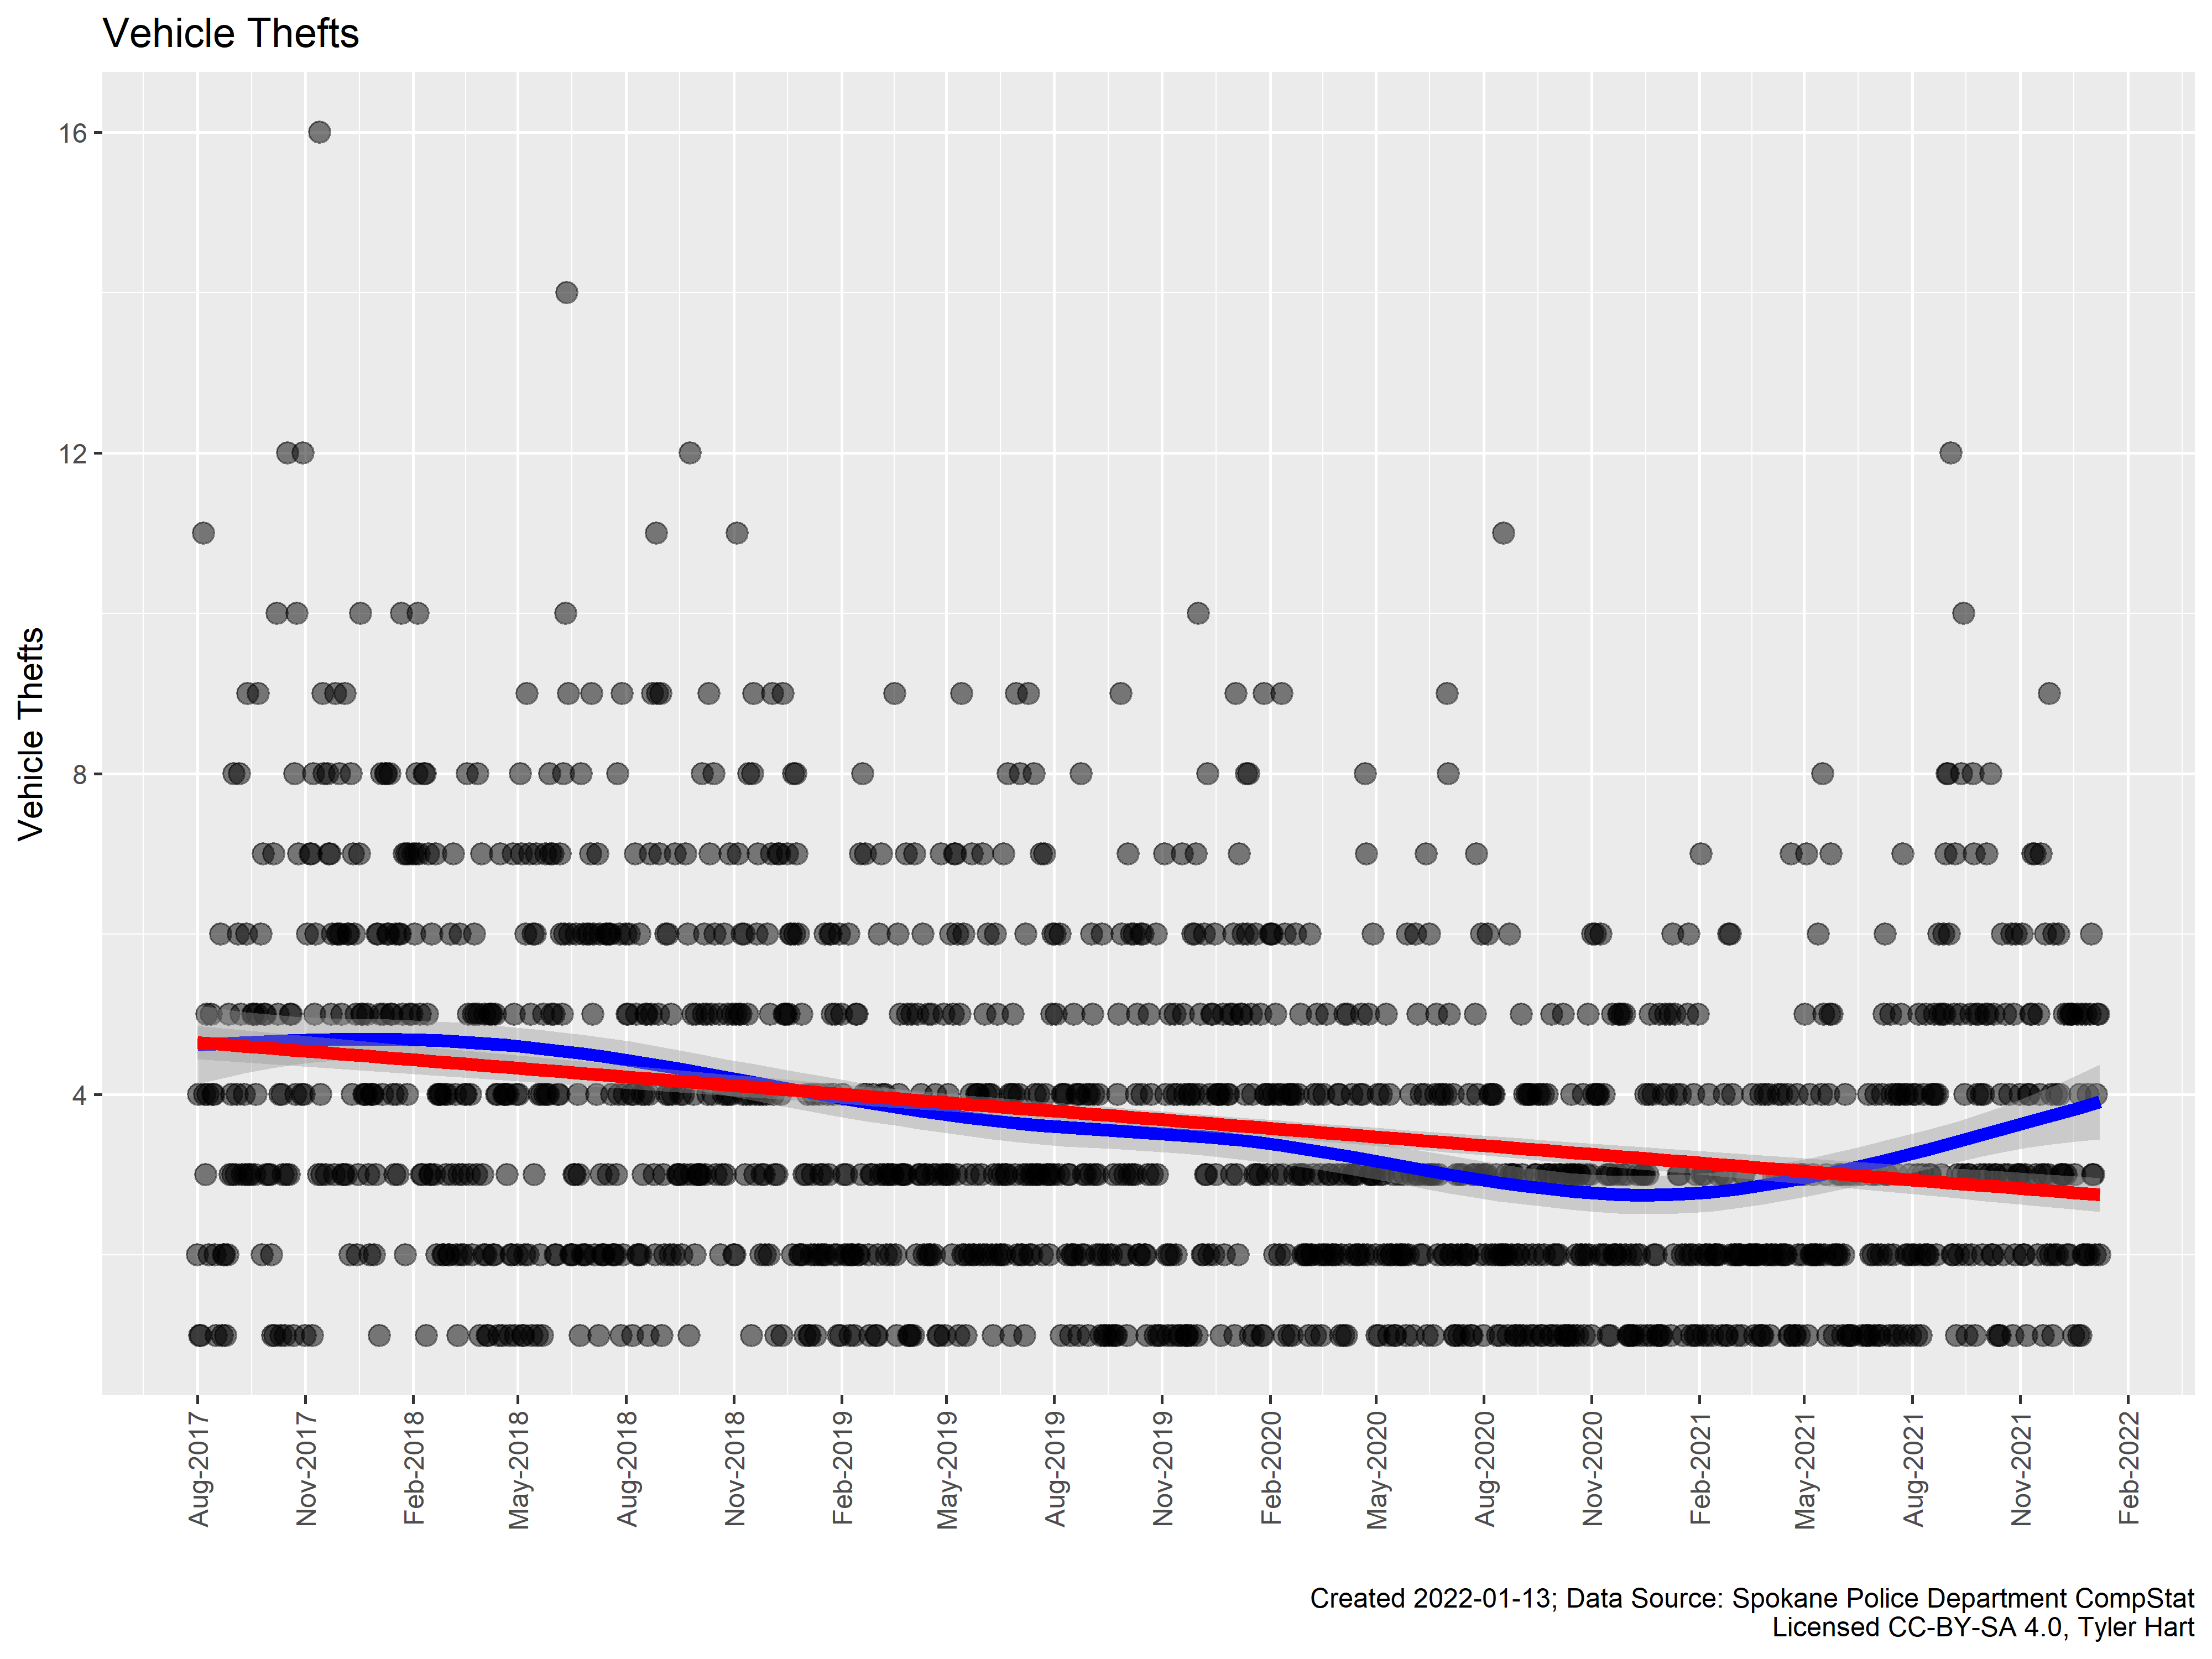 Vehicle Thefts
Vehicle Thefts
16
12
8
4
Aug-2017
Nov-2017
Feb-2018
May-2018
Aug-2018
Nov-2018
Feb-2019
May-2019
Aug-2019
Nov-2019
Feb-2020
May-2020
Aug-2020
Nov-2020
Feb-2021
May-2021
Aug-2021
Nov-2021
Feb-2022
Created 2022-01-13; Data Source: Spokane Police Department CompStat
Licensed CC-BY-SA 4.0, Tyler Hart